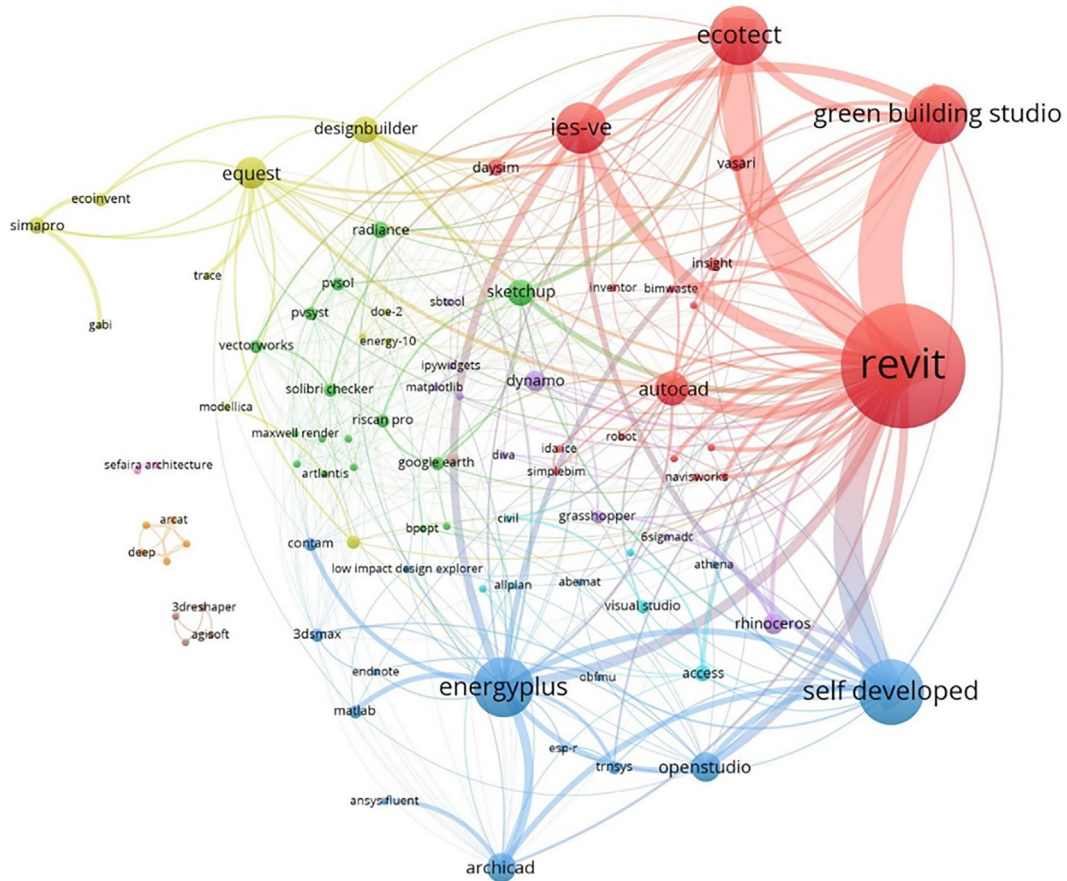 ecotect
green building studio
designbuilder
ies-ve
vasari
daysim
equest
ecoinvent
simapro
radiance
insight
trace
pvsol
sketchup
inventor
bimwaste
sbtool
pvsyst
doe-2
gabi
energy-10
vectorworks
revit
ipywidgets
dynamo
matplotlib
solibri checker
autocad
modellica
riscan pro
maxwell render
robot
ida ice
diva
sefaira architecture
google earth
simplebim
artlantis
navisworks
grasshopper
civil
arcat
bpopt
6sigmadc
contam
deep
athena
low impact design explorer
abemat
allplan
3dreshaper
visual studio
rhinoceros
agisoft
3dsmax
endnote
access
obfmu
energyplus
self developed
matlab
esp-r
trnsys
openstudio
ansys fluent
archicad